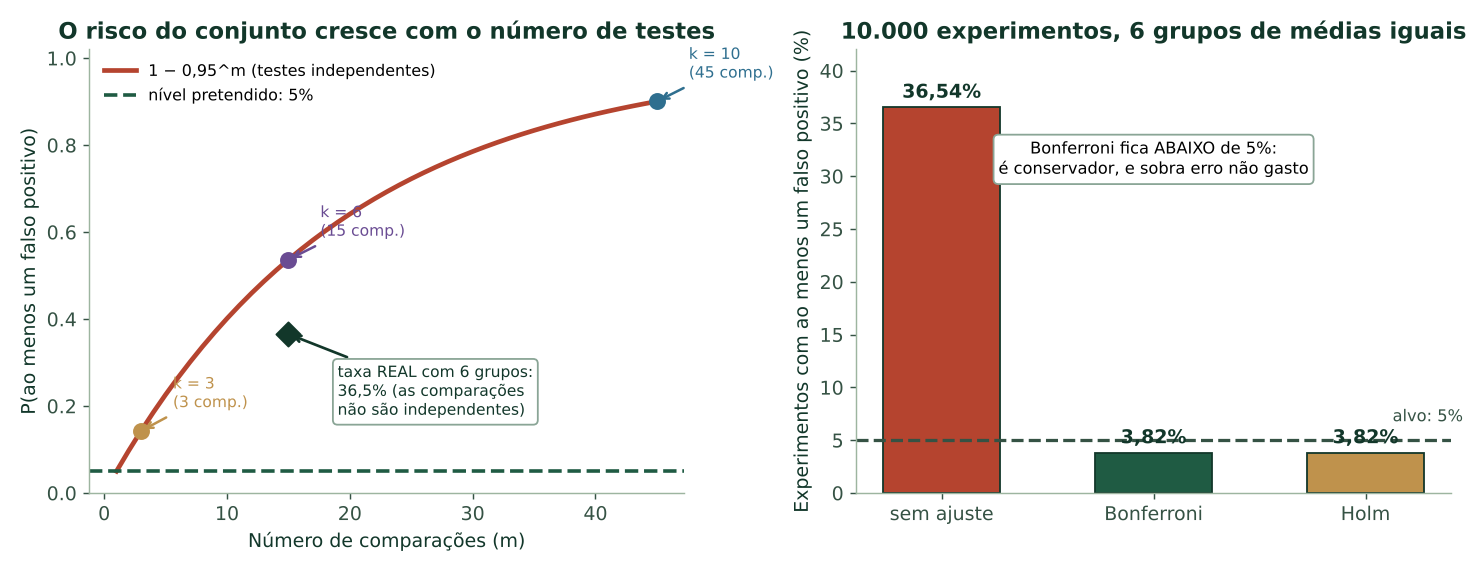 O risco do conjunto cresce com o número de testes
1 − 0,95^m (testes independentes)
nível pretendido: 5%
k = 10
(45 comp.)
k = 6
(15 comp.)
k = 3
(3 comp.)
taxa REAL com 6 grupos:
36,5% (as comparações
não são independentes)
P(ao menos um falso positivo)
1.0
0.8
0.6
0.4
0.2
0.0
0
10
20
30
40
Número de comparações (m)
10.000 experimentos, 6 grupos de médias iguais
Experimentos com ao menos um falso positivo (%)
40
35
30
25
20
15
10
5
0
36,54%
Bonferroni fica ABAIXO de 5%:
é conservador, e sobra erro não gasto
alvo: 5%
3,82%
3,82%
sem ajuste
Bonferroni
Holm